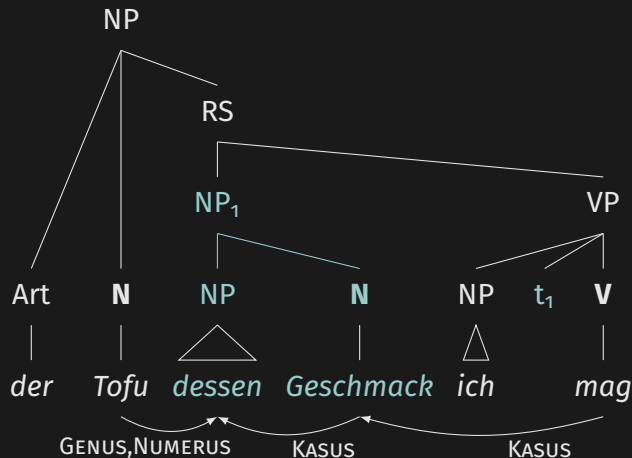 NP
RS
NP₁ VP
Art N NP N NP t₁ V
der Tofu dessen Geschmack ich mag
GENUS,NUMERUS KASUS KASUS